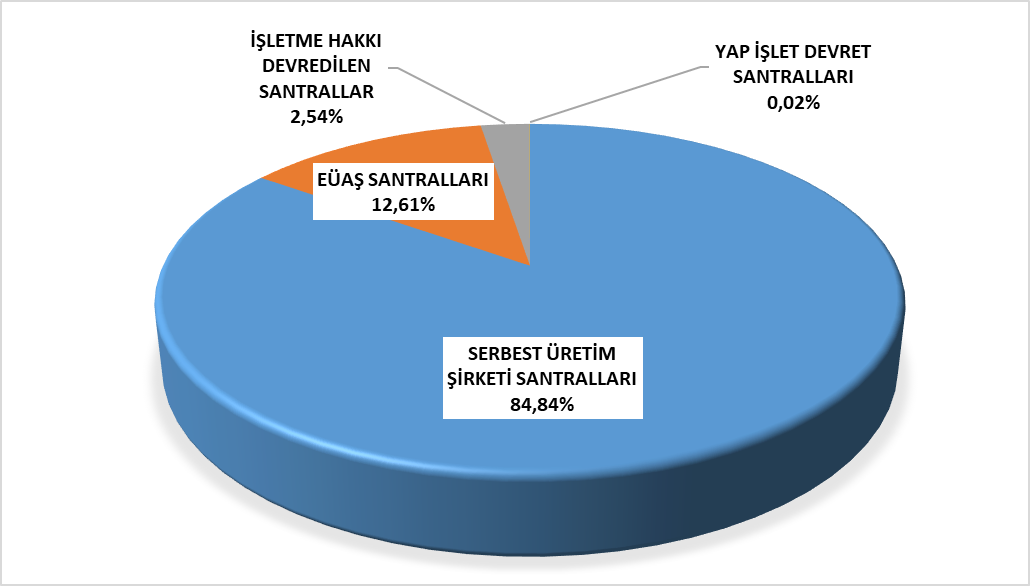 İŞLETME HAKKI
DEVREDİLEN
SANTRALLAR
2,54%
YAP İŞLET DEVRET
SANTRALLARI
0,02%
EÜAŞ SANTRALLARI
12,61%
SERBEST ÜRETİM
ŞİRKETİ SANTRALLARI
84,84%